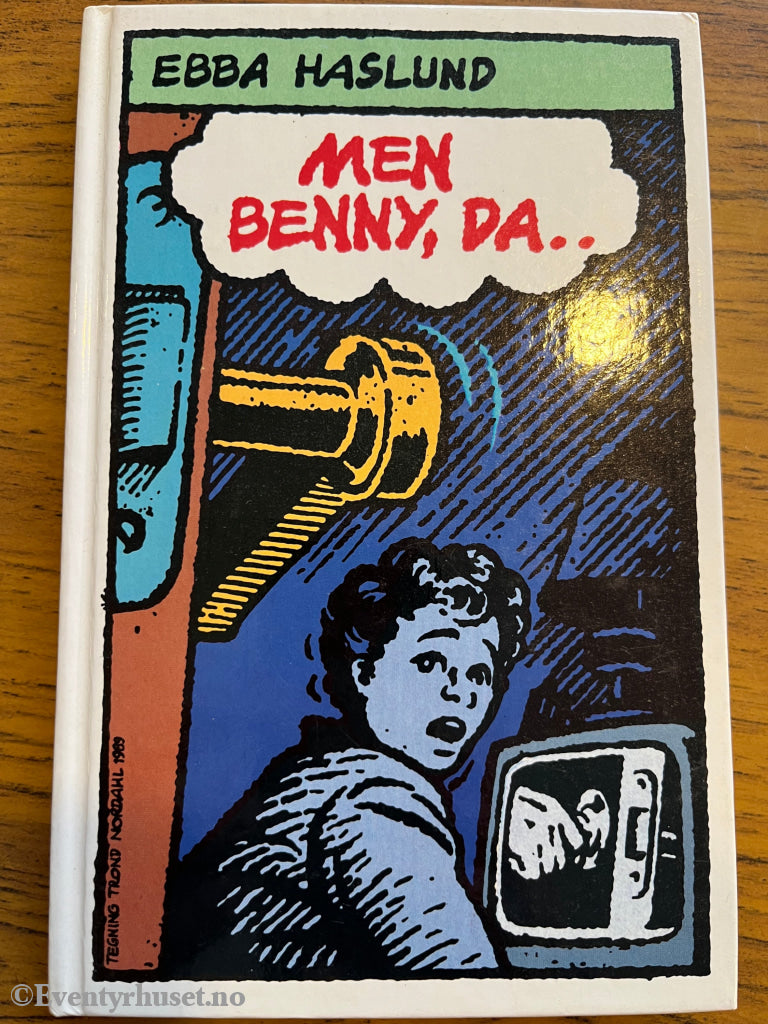 EBBA HASLUND
MEN
BENNY, DA..
TEGNING TROND NORDAHL 1989
©Eventyrhuset.no